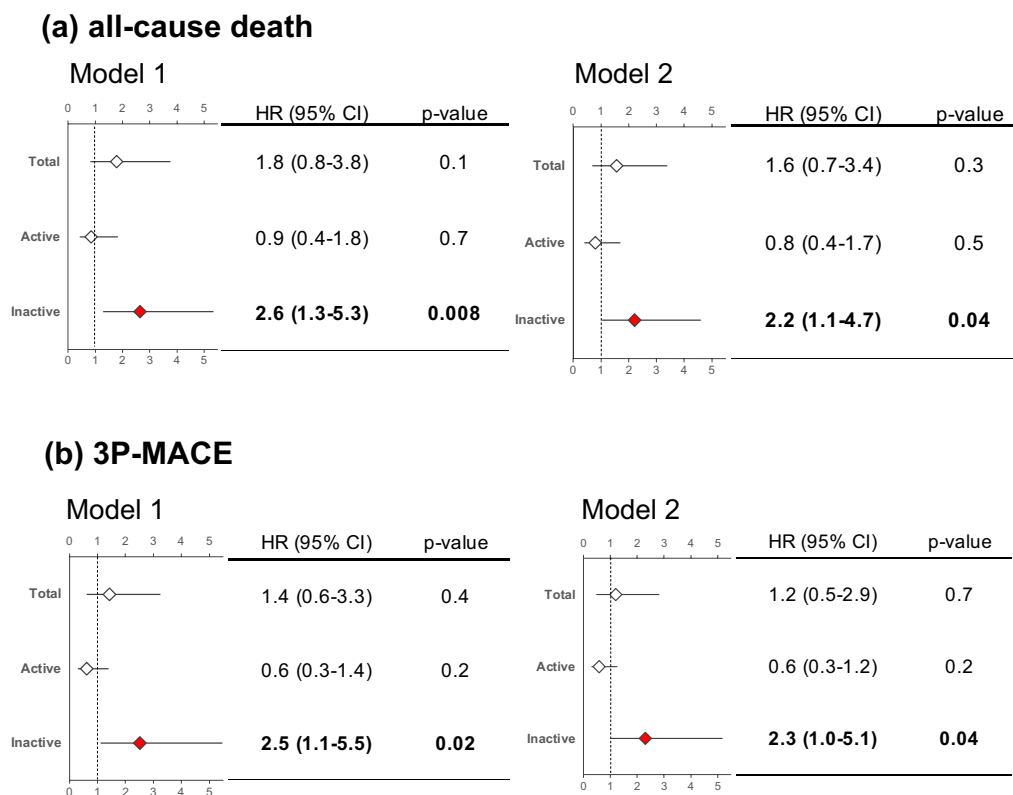 (a) all-cause death
Model 1
0 1 2 3 4 5
HR (95% CI) p-value
Total 1.8 (0.8-3.8) 0.1
Active 0.9 (0.4-1.8) 0.7
Inactive 2.6 (1.3-5.3) 0.008
0 1 2 3 4 5
Model 2
0 1 2 3 4 5
HR (95% CI) p-value
Total 1.6 (0.7-3.4) 0.3
Active 0.8 (0.4-1.7) 0.5
Inactive 2.2 (1.1-4.7) 0.04
0 1 2 3 4 5
(b) 3P-MACE
Model 1
0 1 2 3 4 5
HR (95% CI) p-value
Total 1.4 (0.6-3.3) 0.4
Active 0.6 (0.3-1.4) 0.2
Inactive 2.5 (1.1-5.5) 0.02
0 1 2 3 4 5
Model 2
0 1 2 3 4 5
HR (95% CI) p-value
Total 1.2 (0.5-2.9) 0.7
Active 0.6 (0.3-1.2) 0.2
Inactive 2.3 (1.0-5.1) 0.04
0 1 2 3 4 5